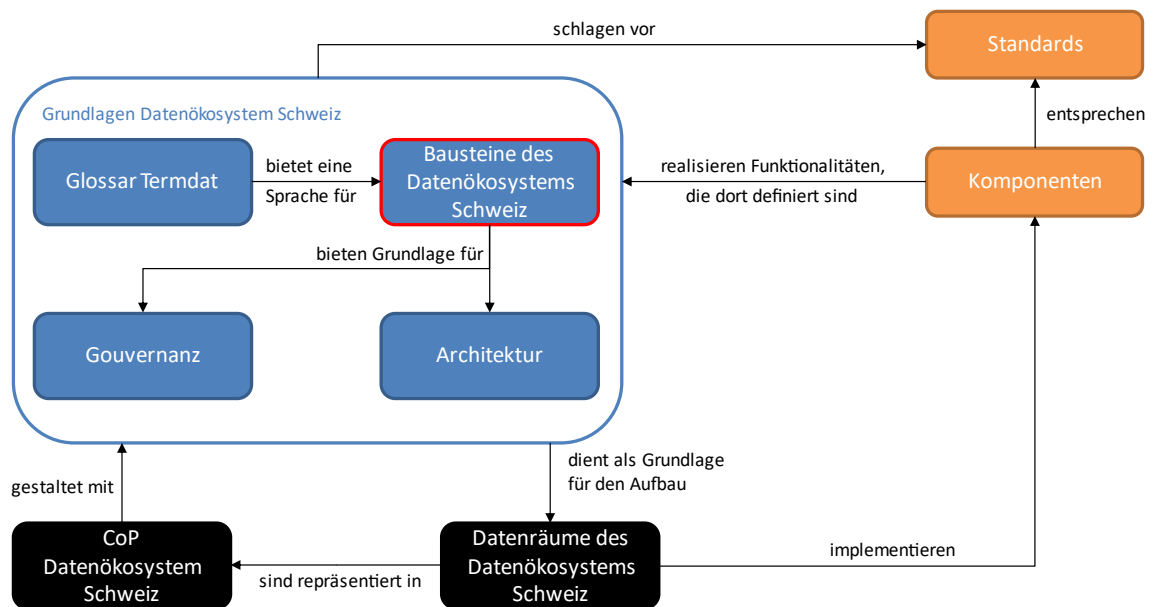 schlagen vor
Standards
Grundlagen Datenökosystem Schweiz
entsprechen
Glossar Termdat
bietet eine
Sprache für
Bausteine des
Datenökosystems
Schweiz
realisieren Funktionalitäten,
die dort definiert sind
Komponenten
bieten Grundlage für
Gouvernanz
Architektur
dient als Grundlage
für den Aufbau
gestaltet mit
CoP
Datenökosystem
Schweiz
sind repräsentiert in
Datenräume des
Datenökosystems
Schweiz
implementieren